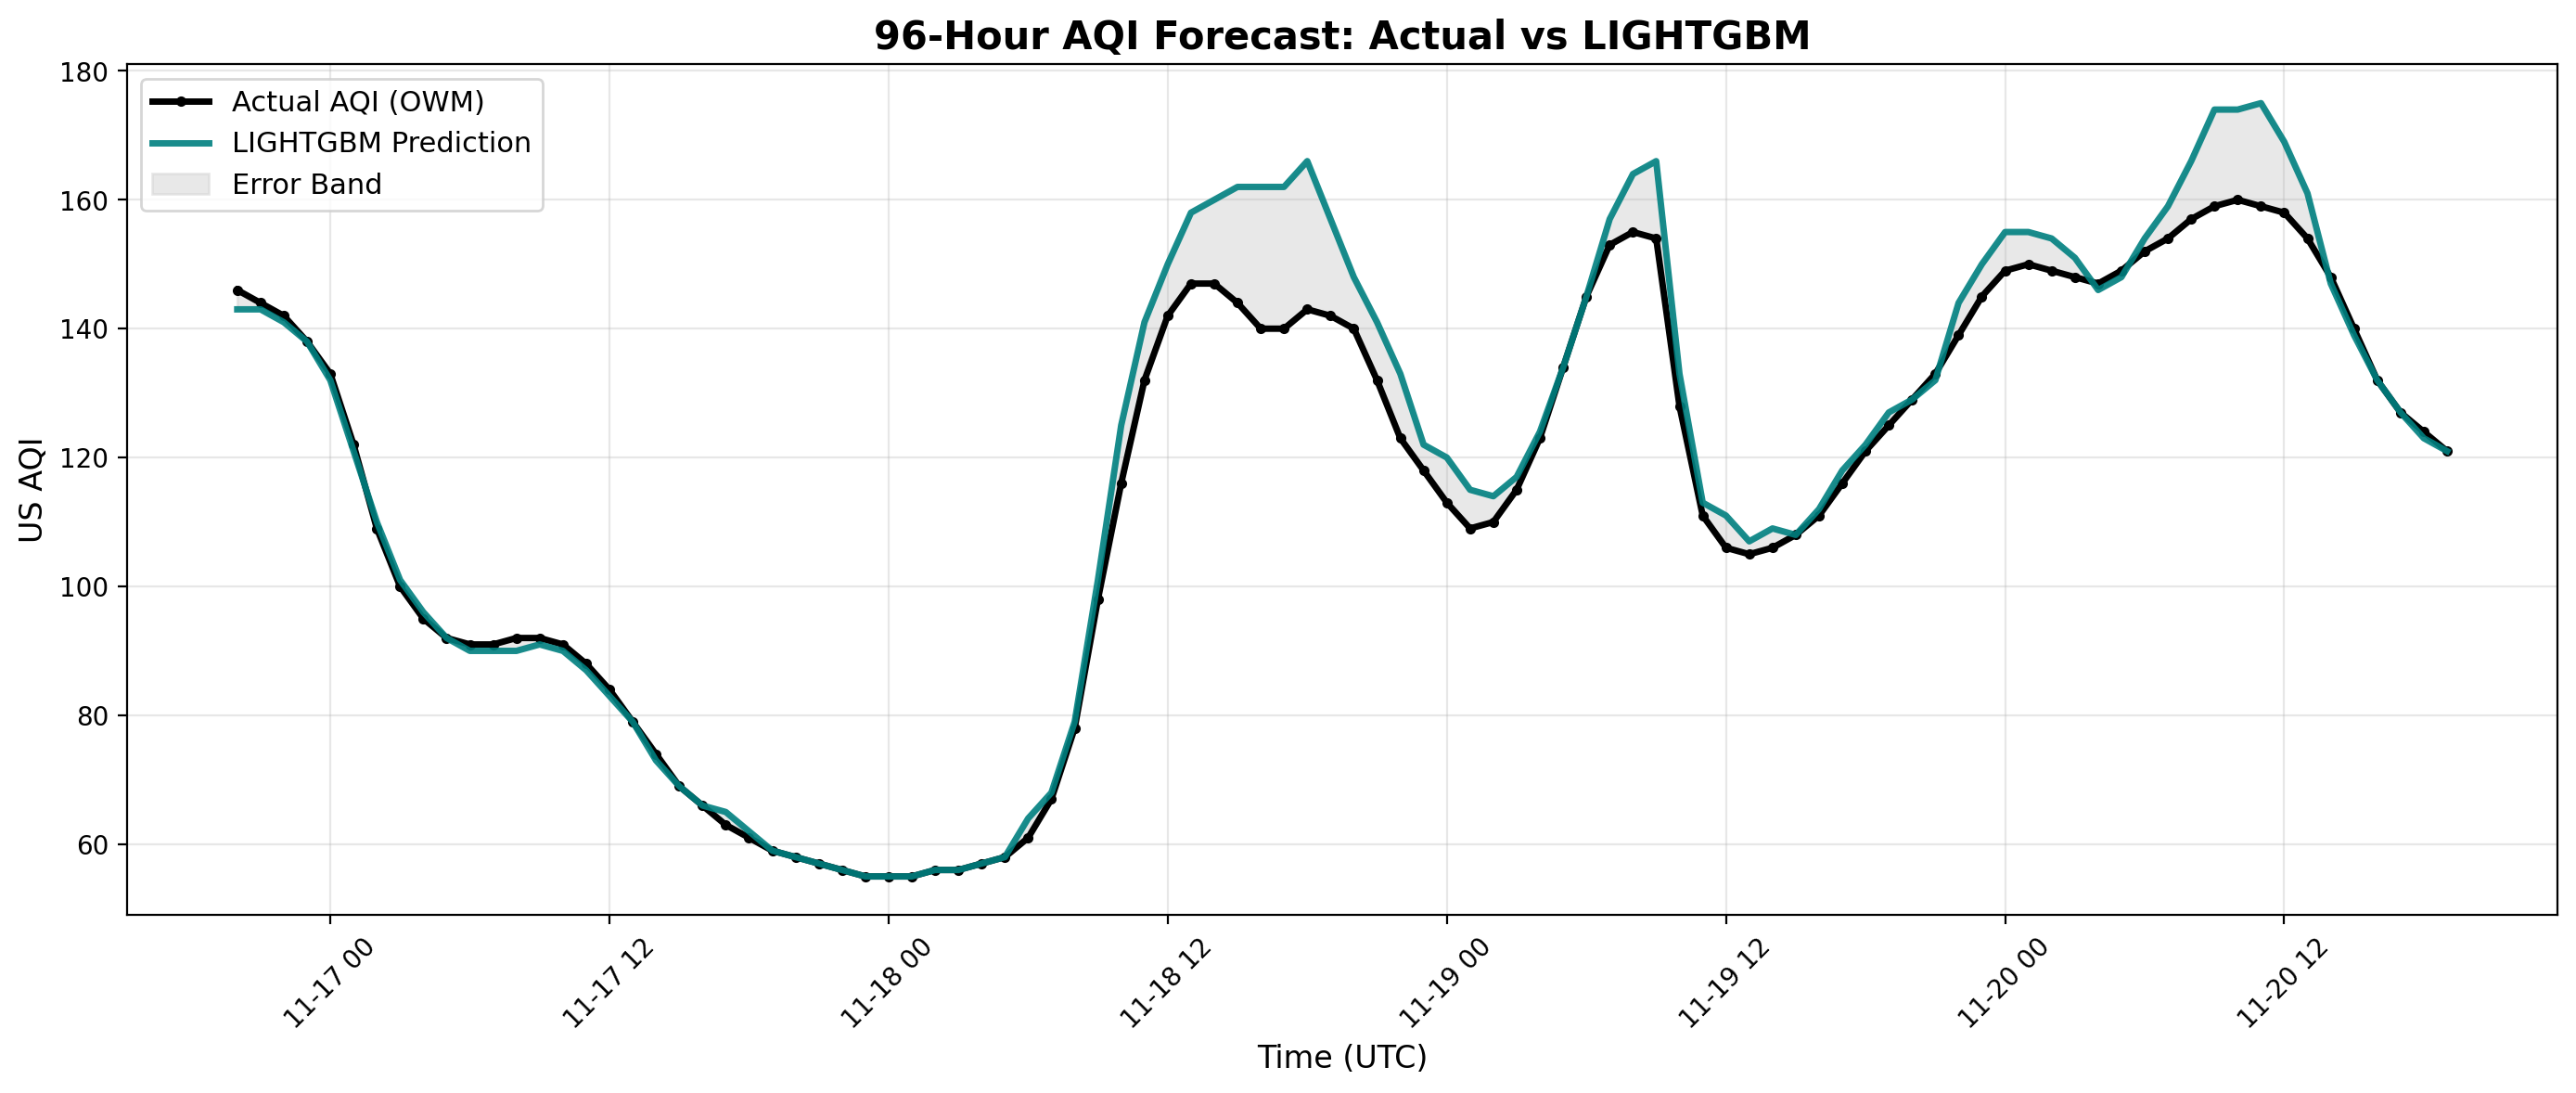 96-Hour AQI Forecast: Actual vs LIGHTGBM
Actual AQI (OWM)
LIGHTGBM Prediction
Error Band
US AQI
180
160
140
120
100
80
60
11-17 00
11-17 12
11-18 00
11-18 12
11-19 00
11-19 12
11-20 00
11-20 12
Time (UTC)